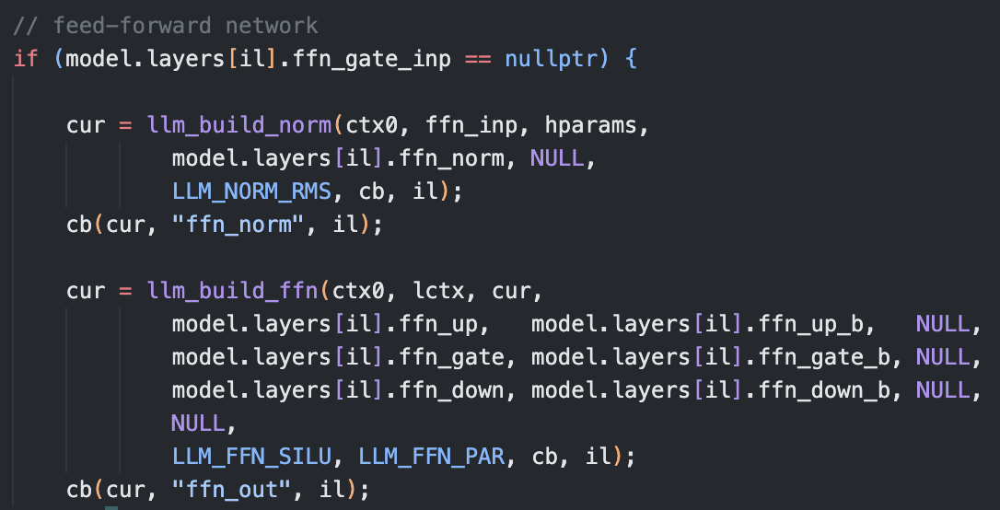 // feed-forward network
if (model.layers[il].ffn_gate_inp == nullptr) {
cur = llm_build_norm(ctx0, ffn_inp, hparams,
model.layers[il].ffn_norm, NULL,
LLM_NORM_RMS, cb, il);
cb(cur, "ffn_norm", il);
cur = llm_build_ffn(ctx0, lctx, cur,
model.layers[il].ffn_up,   model.layers[il].ffn_up_b,   NULL,
model.layers[il].ffn_gate, model.layers[il].ffn_gate_b, NULL,
model.layers[il].ffn_down, model.layers[il].ffn_down_b, NULL,
NULL,
LLM_FFN_SILU, LLM_FFN_PAR, cb, il);
cb(cur, "ffn_out", il);